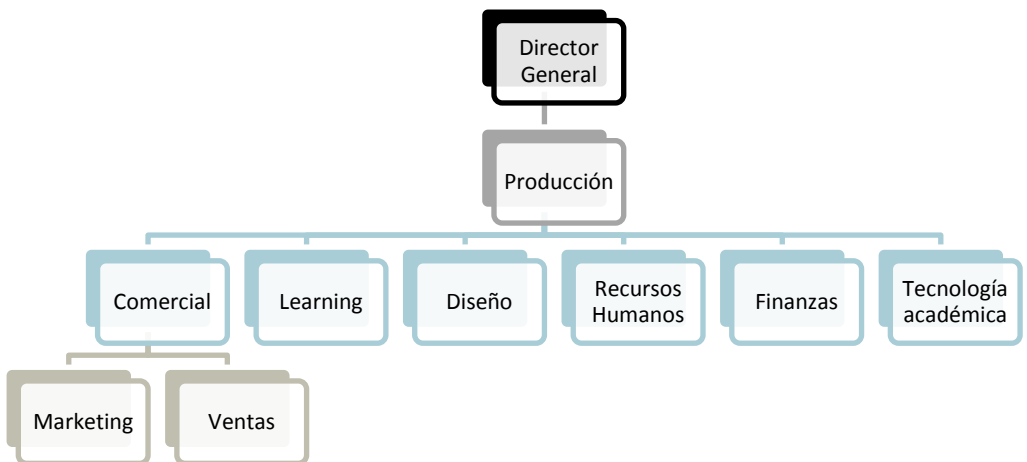 Director
General
Producción
Comercial
Learning
Diseño
Recursos
Humanos
Finanzas
Tecnología
académica
Marketing
Ventas